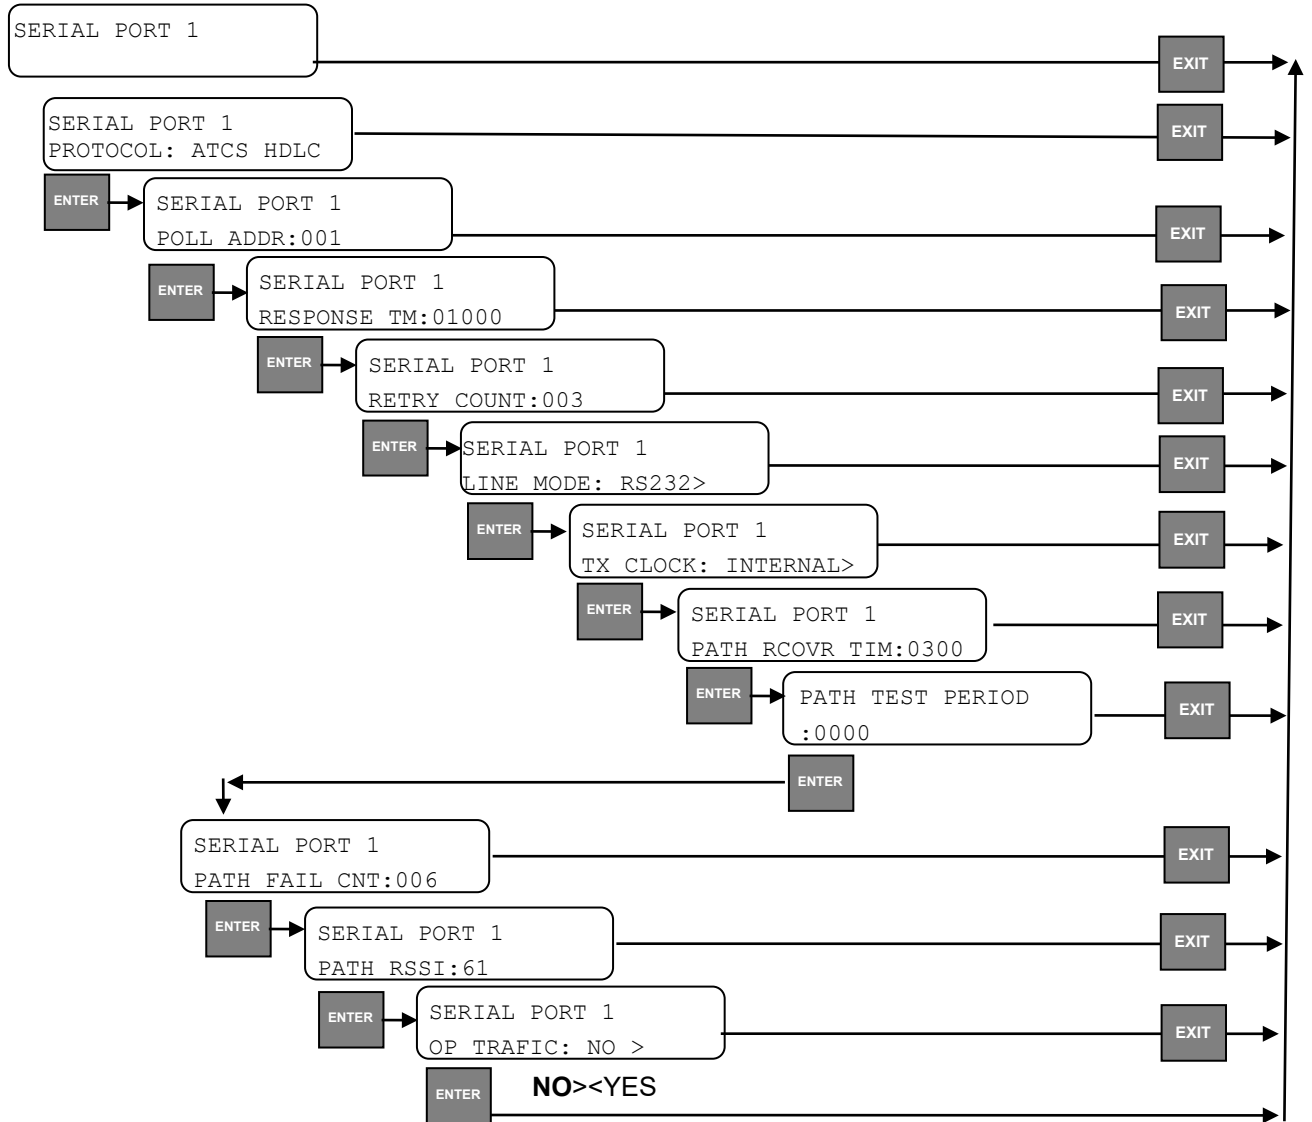 SERIAL PORT 1
EXIT
SERIAL PORT 1
PROTOCOL: ATCS HDLC
EXIT
ENTER
SERIAL PORT 1
POLL ADDR:001
EXIT
ENTER
SERIAL PORT 1
RESPONSE TM:01000
EXIT
ENTER
SERIAL PORT 1
RETRY COUNT:003
EXIT
ENTER
SERIAL PORT 1
LINE MODE: RS232>
EXIT
ENTER
SERIAL PORT 1
TX CLOCK: INTERNAL>
EXIT
ENTER
SERIAL PORT 1
PATH RCOVR TIM:0300
EXIT
ENTER
PATH TEST PERIOD
:0000
EXIT
ENTER
SERIAL PORT 1
PATH FAIL CNT:006
EXIT
ENTER
SERIAL PORT 1
PATH RSSI:61
EXIT
ENTER
SERIAL PORT 1
OP TRAFIC: NO >
EXIT
ENTER
NO><YES